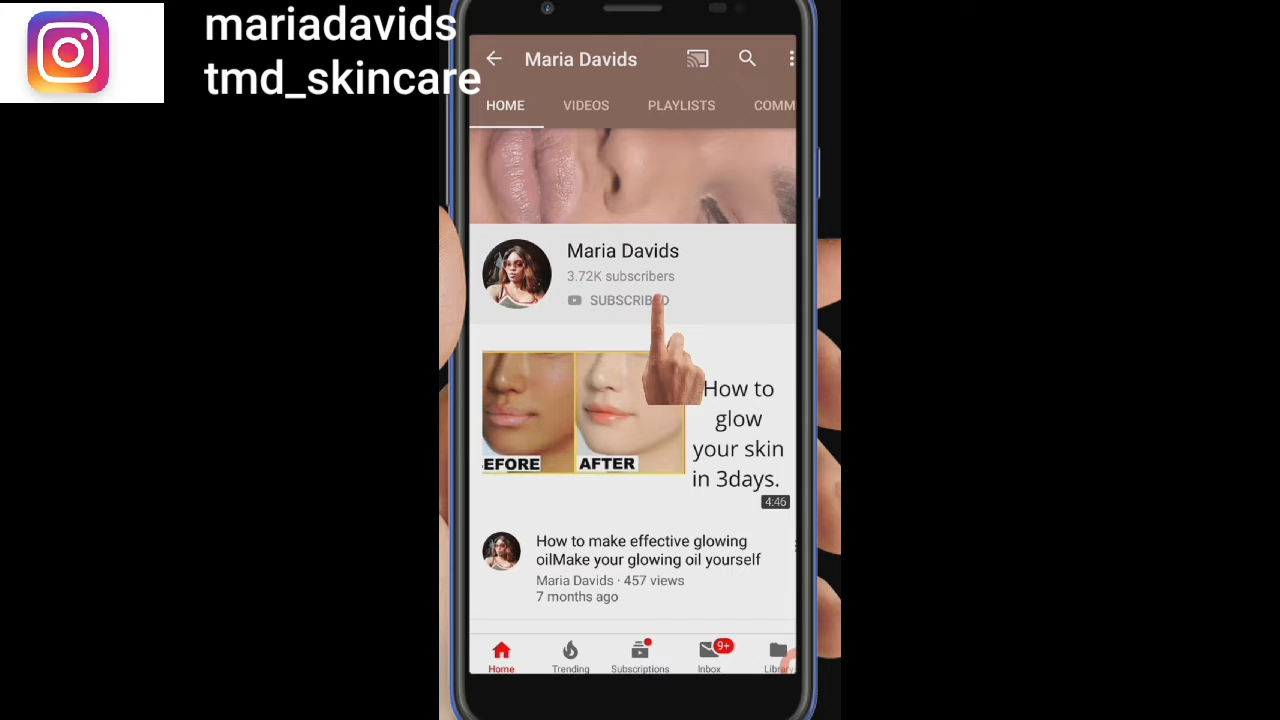 mariadavids
tmd_skincare
Maria Davids
HOME VIDEOS PLAYLISTS COMM
Maria Davids
3.72K subscribers
SUBSCRIBED
How to
glow
your skin
in 3days.
EFORE AFTER
4:46
How to make effective glowing
oilMake your glowing oil yourself
Maria Davids · 457 views
7 months ago
Home Trending Subscriptions 9+ Inbox Library